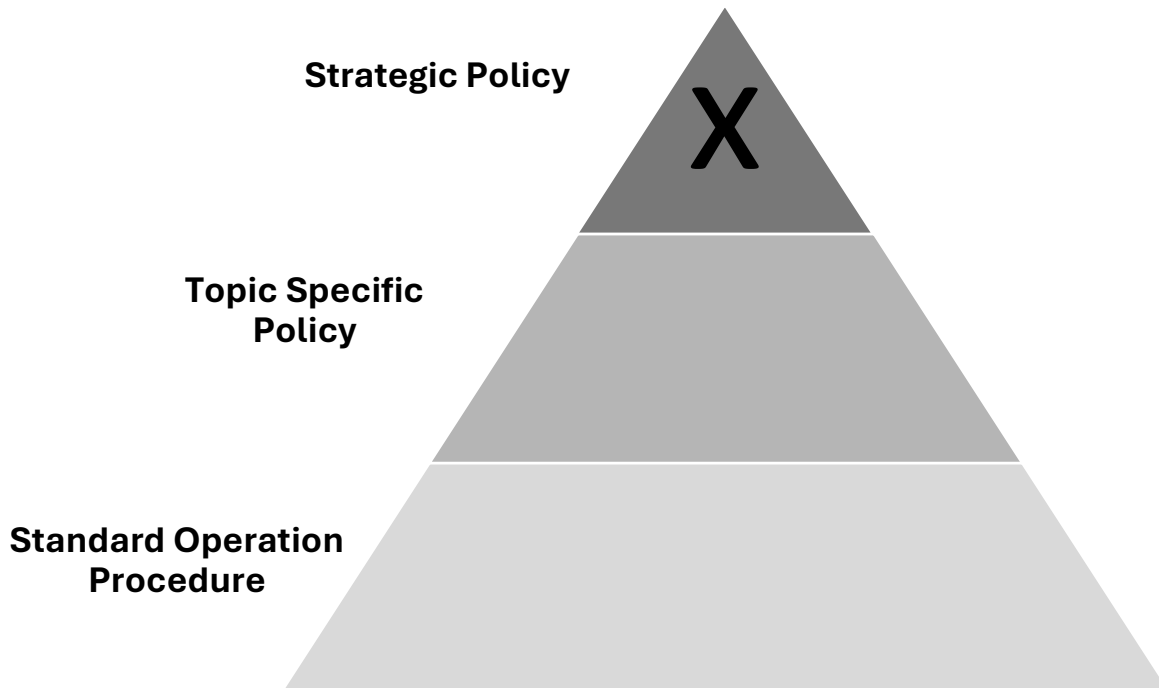 Strategic Policy
X
Topic Specific
Policy
Standard Operation
Procedure